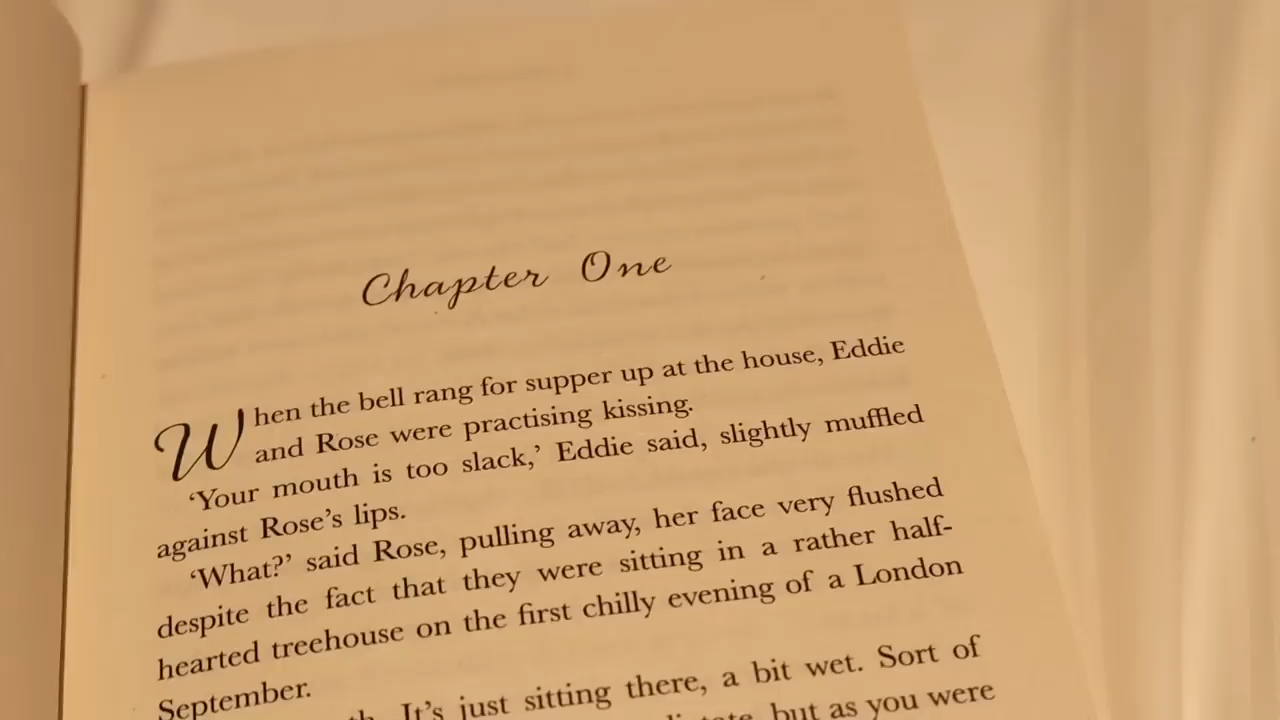 Chapter One
When the bell rang for supper up at the house, Eddie
and Rose were practising kissing.
‘Your mouth is too slack,’ Eddie said, slightly muffled
against Rose’s lips.
‘What?’ said Rose, pulling away, her face very flushed
despite the fact that they were sitting in a rather half-
hearted treehouse on the first chilly evening of a London
September.
It’s just sitting there, a bit wet. Sort of
but as you were